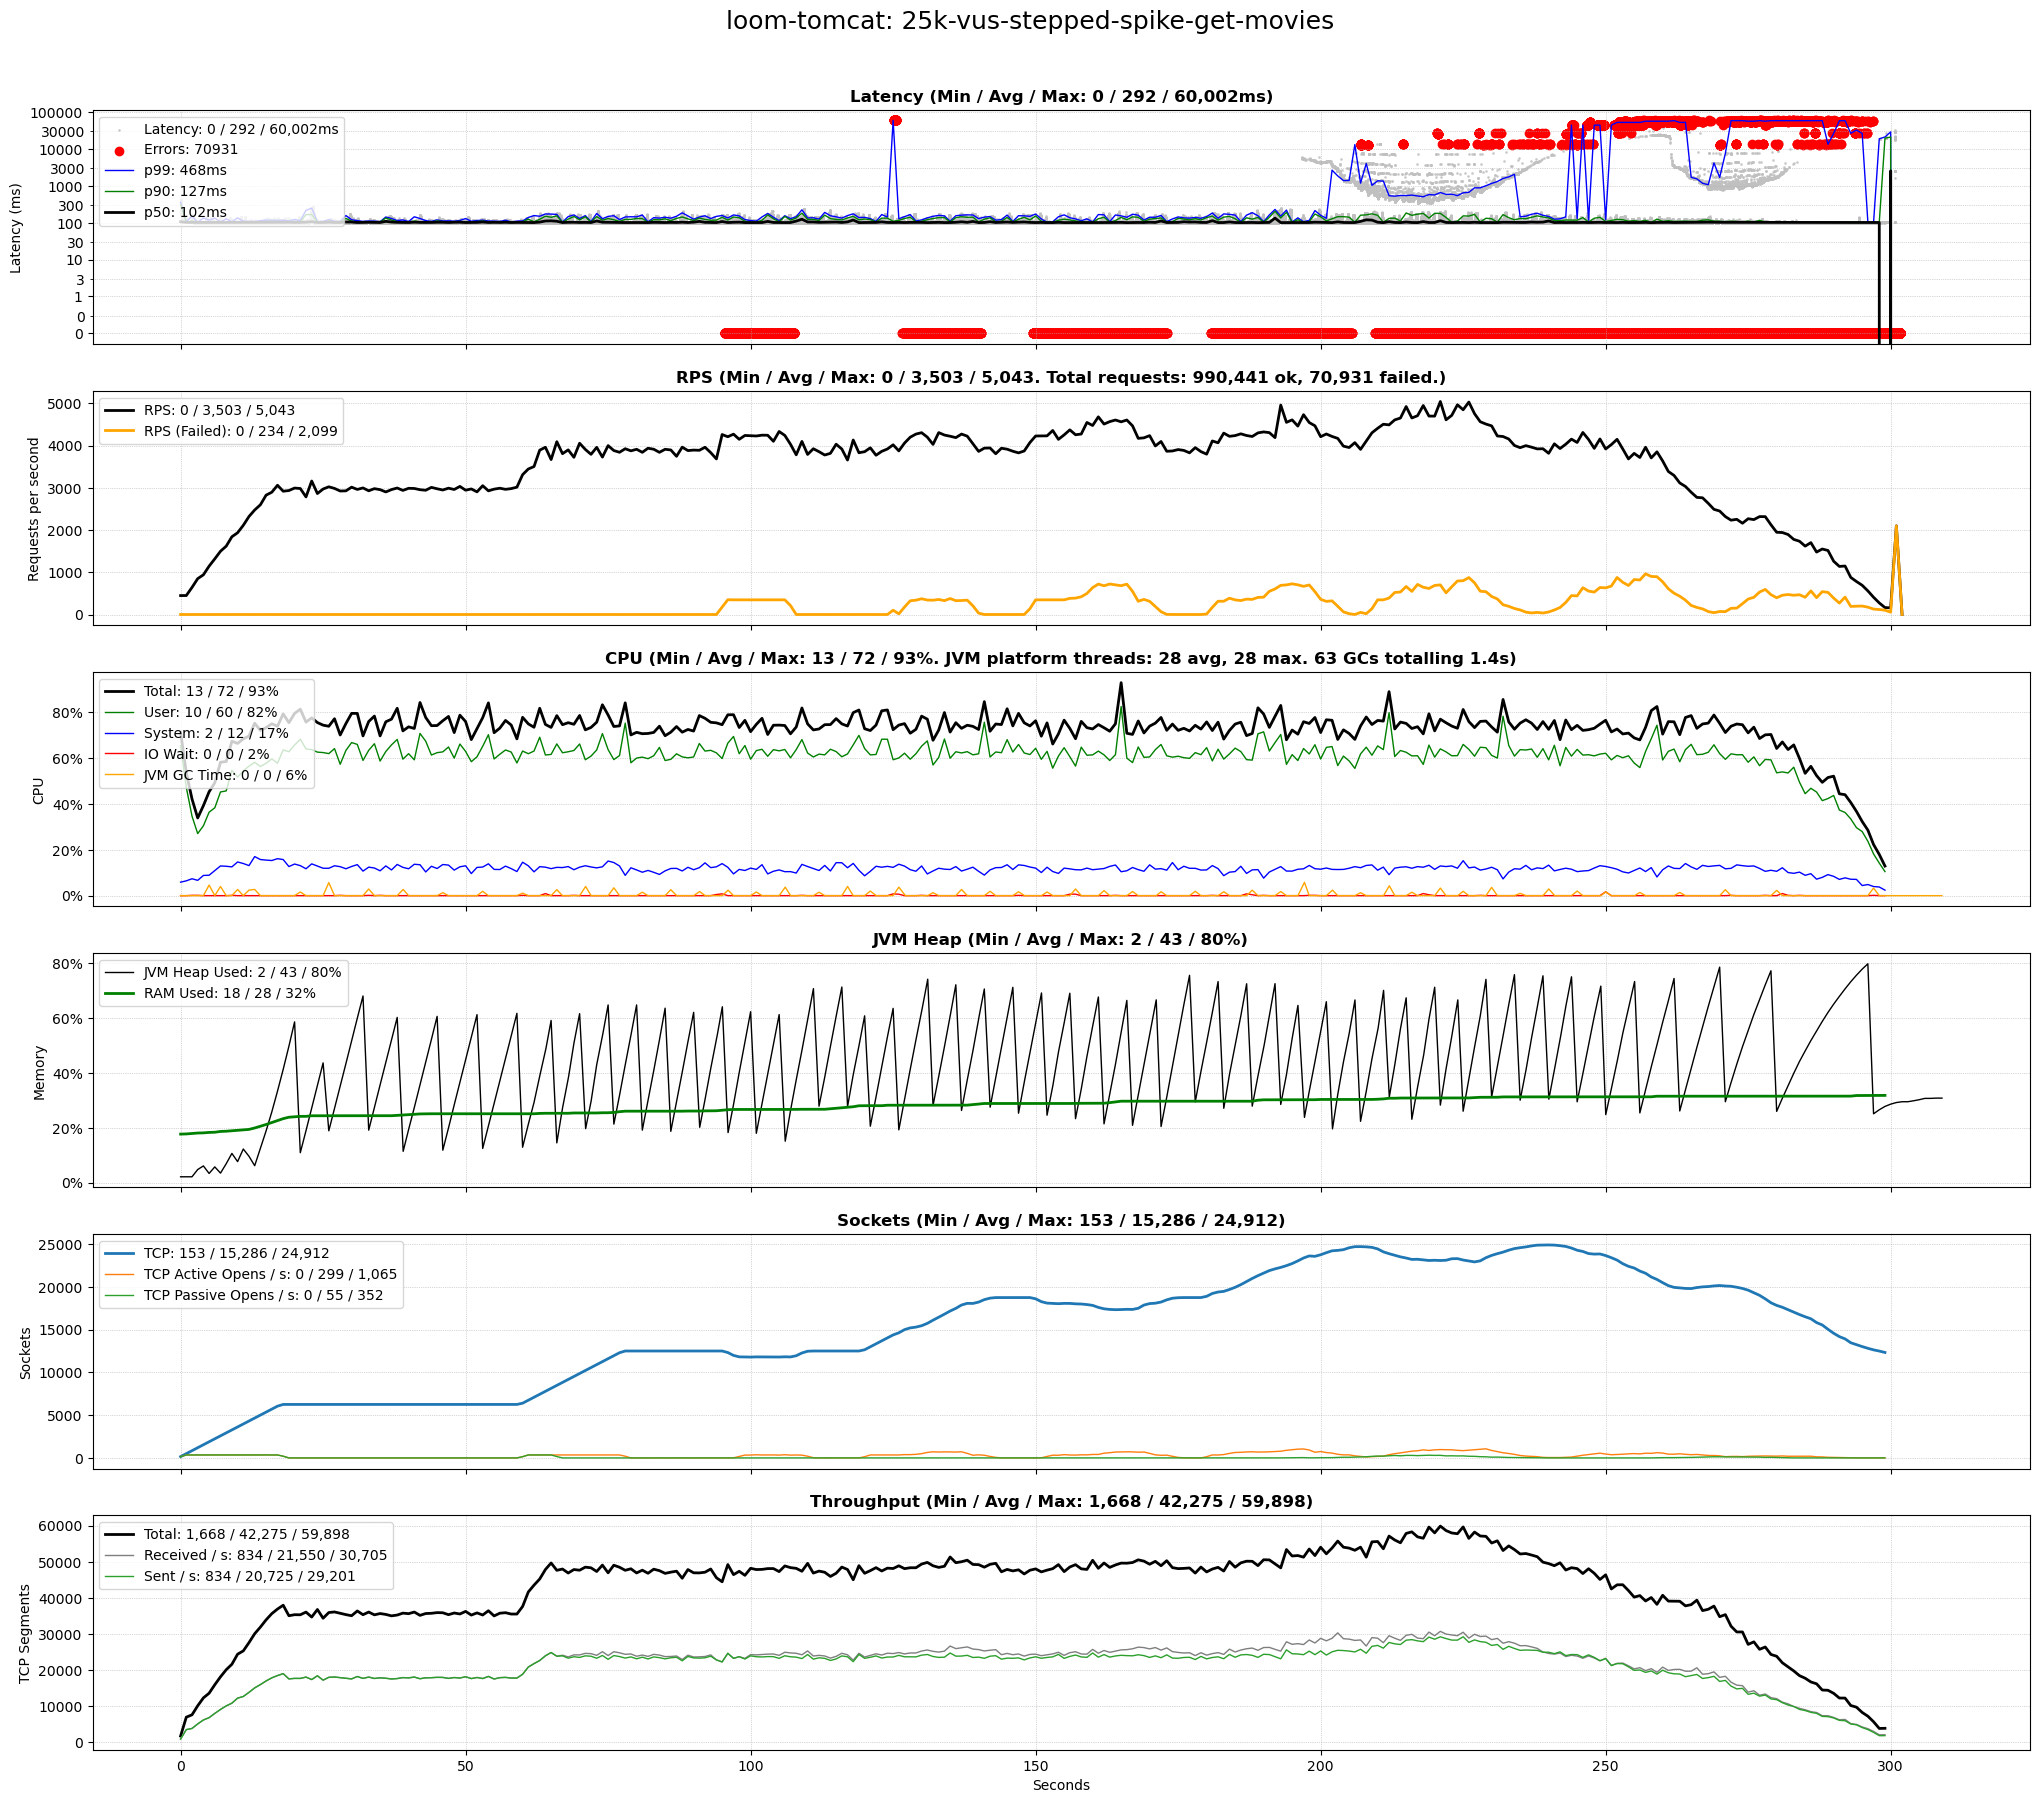 loom-tomcat: 25k-vus-stepped-spike-get-movies
Latency (Min / Avg / Max: 0 / 292 / 60,002ms)
Latency (ms)
100000
30000
10000
3000
1000
300
100
30
10
3
1
0
0
Latency: 0 / 292 / 60,002ms
Errors: 70931
p99: 468ms
p90: 127ms
p50: 102ms
RPS (Min / Avg / Max: 0 / 3,503 / 5,043. Total requests: 990,441 ok, 70,931 failed.)
Requests per second
5000
4000
3000
2000
1000
0
RPS: 0 / 3,503 / 5,043
RPS (Failed): 0 / 234 / 2,099
CPU (Min / Avg / Max: 13 / 72 / 93%. JVM platform threads: 28 avg, 28 max. 63 GCs totalling 1.4s)
CPU
80%
60%
40%
20%
0%
Total: 13 / 72 / 93%
User: 10 / 60 / 82%
System: 2 / 12 / 17%
IO Wait: 0 / 0 / 2%
JVM GC Time: 0 / 0 / 6%
JVM Heap (Min / Avg / Max: 2 / 43 / 80%)
Memory
80%
60%
40%
20%
0%
JVM Heap Used: 2 / 43 / 80%
RAM Used: 18 / 28 / 32%
Sockets (Min / Avg / Max: 153 / 15,286 / 24,912)
Sockets
25000
20000
15000
10000
5000
0
TCP: 153 / 15,286 / 24,912
TCP Active Opens / s: 0 / 299 / 1,065
TCP Passive Opens / s: 0 / 55 / 352
Throughput (Min / Avg / Max: 1,668 / 42,275 / 59,898)
TCP Segments
60000
50000
40000
30000
20000
10000
0
Total: 1,668 / 42,275 / 59,898
Received / s: 834 / 21,550 / 30,705
Sent / s: 834 / 20,725 / 29,201
0 50 100 150 200 250 300
Seconds